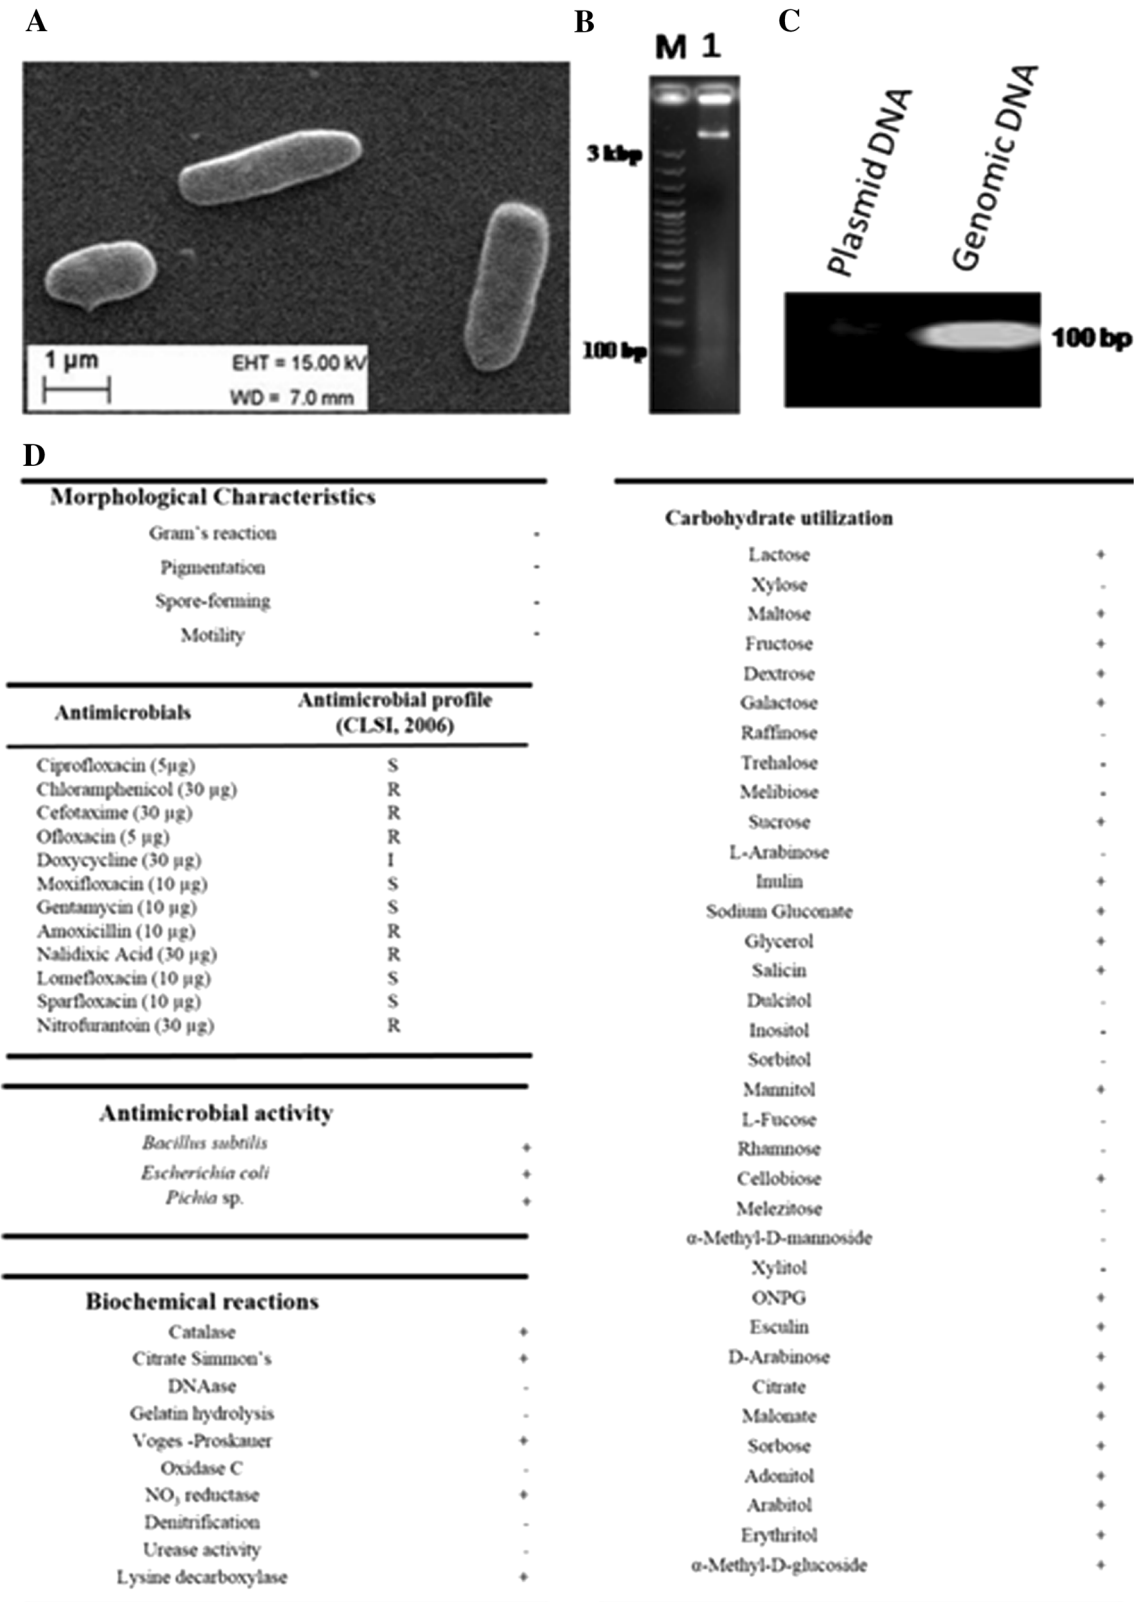 A
B
C
M 1
3 kbp
100 bp
Plasmid DNA
Genomic DNA
100 bp
1 µm
EHT = 15.00 kV
WD = 7.0 mm
D
Morphological Characteristics
Gram's reaction -
Pigmentation -
Spore-forming -
Motility -
Antimicrobials Antimicrobial profile
(CLSI, 2006)
Ciprofloxacin (5µg) S
Chloramphenicol (30 µg) R
Cefotaxime (30 µg) R
Ofloxacin (5 µg) R
Doxycycline (30 µg) I
Moxifloxacin (10 µg) S
Gentamycin (10 µg) S
Amoxicillin (10 µg) R
Nalidixic Acid (30 µg) R
Lomefloxacin (10 µg) S
Sparfloxacin (10 µg) S
Nitrofurantoin (30 µg) R
Antimicrobial activity
Bacillus subtilis +
Escherichia coli +
Pichia sp. +
Biochemical reactions
Catalase +
Citrate Simmon's +
DNAase -
Gelatin hydrolysis -
Voges -Proskauer +
Oxidase C -
NO₃ reductase +
Denitrification -
Urease activity -
Lysine decarboxylase +
Carbohydrate utilization
Lactose +
Xylose -
Maltose +
Fructose +
Dextrose +
Galactose +
Raffinose -
Trehalose -
Melibiose -
Sucrose +
L-Arabinose -
Inulin +
Sodium Gluconate +
Glycerol +
Salicin +
Dulcitol -
Inositol -
Sorbitol -
Mannitol +
L-Fucose -
Rhamnose -
Cellobiose +
Melezitose -
α-Methyl-D-mannoside -
Xylitol -
ONPG +
Esculin +
D-Arabinose +
Citrate +
Malonate +
Sorbose +
Adonitol +
Arabitol +
Erythritol +
α-Methyl-D-glucoside +